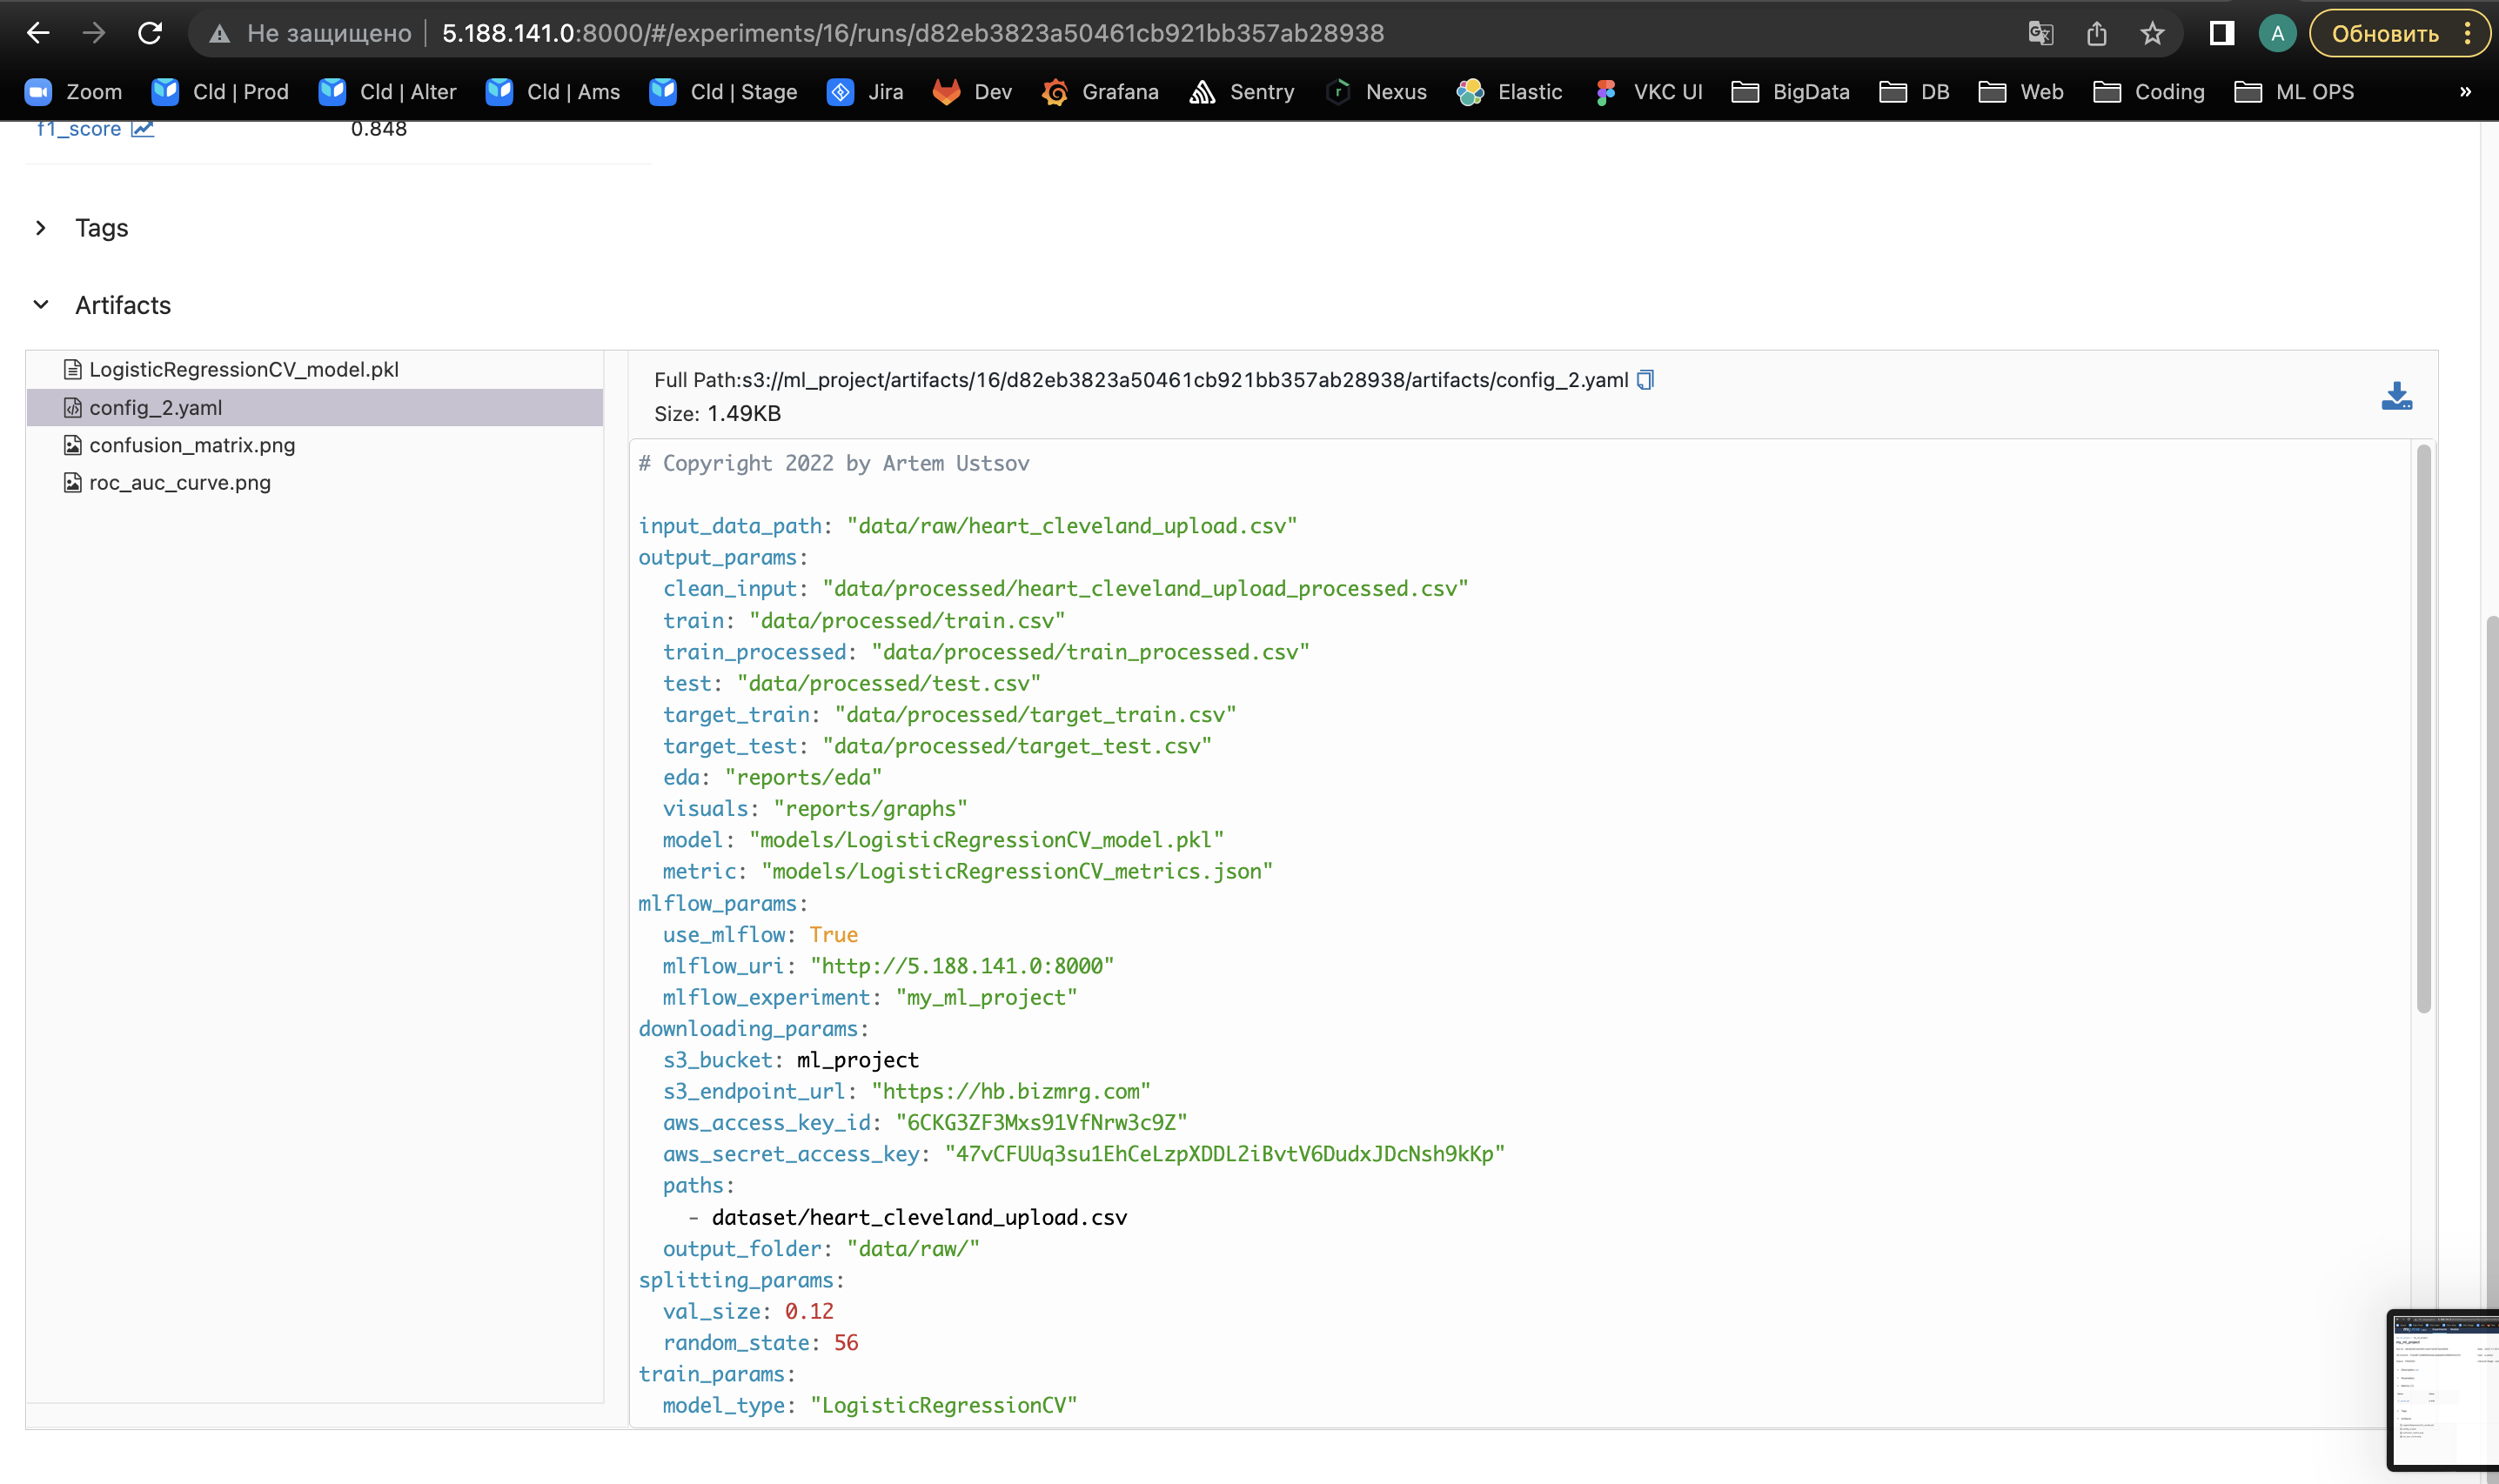 Не защищено 5.188.141.0:8000/#/experiments/16/runs/d82eb3823a50461cb921bb357ab28938 A Обновить
Zoom Cld | Prod Cld | Alter Cld | Ams Cld | Stage Jira Dev Grafana Sentry Nexus Elastic VKC UI BigData DB Web Coding ML OPS »
f1_score 0.848
Tags
Artifacts
LogisticRegressionCV_model.pkl
config_2.yaml
confusion_matrix.png
roc_auc_curve.png
Full Path:s3://ml_project/artifacts/16/d82eb3823a50461cb921bb357ab28938/artifacts/config_2.yaml
Size: 1.49KB
# Copyright 2022 by Artem Ustsov
input_data_path: "data/raw/heart_cleveland_upload.csv"
output_params:
clean_input: "data/processed/heart_cleveland_upload_processed.csv"
train: "data/processed/train.csv"
train_processed: "data/processed/train_processed.csv"
test: "data/processed/test.csv"
target_train: "data/processed/target_train.csv"
target_test: "data/processed/target_test.csv"
eda: "reports/eda"
visuals: "reports/graphs"
model: "models/LogisticRegressionCV_model.pkl"
metric: "models/LogisticRegressionCV_metrics.json"
mlflow_params:
use_mlflow: True
mlflow_uri: "http://5.188.141.0:8000"
mlflow_experiment: "my_ml_project"
downloading_params:
s3_bucket: ml_project
s3_endpoint_url: "https://hb.bizmrg.com"
aws_access_key_id: "6CKG3ZF3Mxs91VfNrw3c9Z"
aws_secret_access_key: "47vCFUUq3su1EhCeLzpXDDL2iBvtV6DudxJDcNsh9kKp"
paths:
- dataset/heart_cleveland_upload.csv
output_folder: "data/raw/"
splitting_params:
val_size: 0.12
random_state: 56
train_params:
model_type: "LogisticRegressionCV"